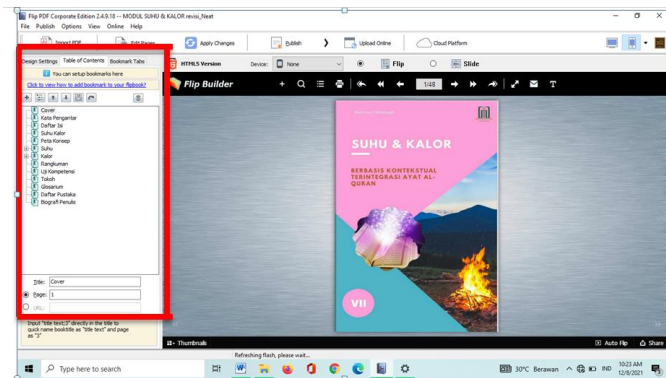 Flip PDF Corporate Edition 2.4.9.18 -- MODUL SUHU & KALOR revisi_Neat
File Publish Options View Online Help
Import PDF Edit Pages Apply Changes Publish Upload Online Cloud Platform
Design Settings Table of Contents Bookmark Tabs
HTML5 Version Device: None Flip Slide
You can setup bookmarks here
Click to view how to add bookmark to your flipbook?
Flip Builder 1/48
Cover
Kata Pengantar
Daftar Isi
Suhu Kalor
Peta Konsep
Suhu
Kalor
Rangkuman
Uji Kompetensi
Tokoh
Glosarium
Daftar Pustaka
Biografi Penulis
SUHU & KALOR
BERBASIS KONTEKSTUAL
TERINTEGRASI AYAT AL-
QURAN
VII
Title: Cover
Page: 1
URL:
Input "title text;3" directly in the title to
quick name booktitle as "title text" and page
as "3"
Thumbnails Auto Flip Share
Refreshing flash, please wait...
Type here to search
30°C Berawan IND 10:23 AM
12/8/2021